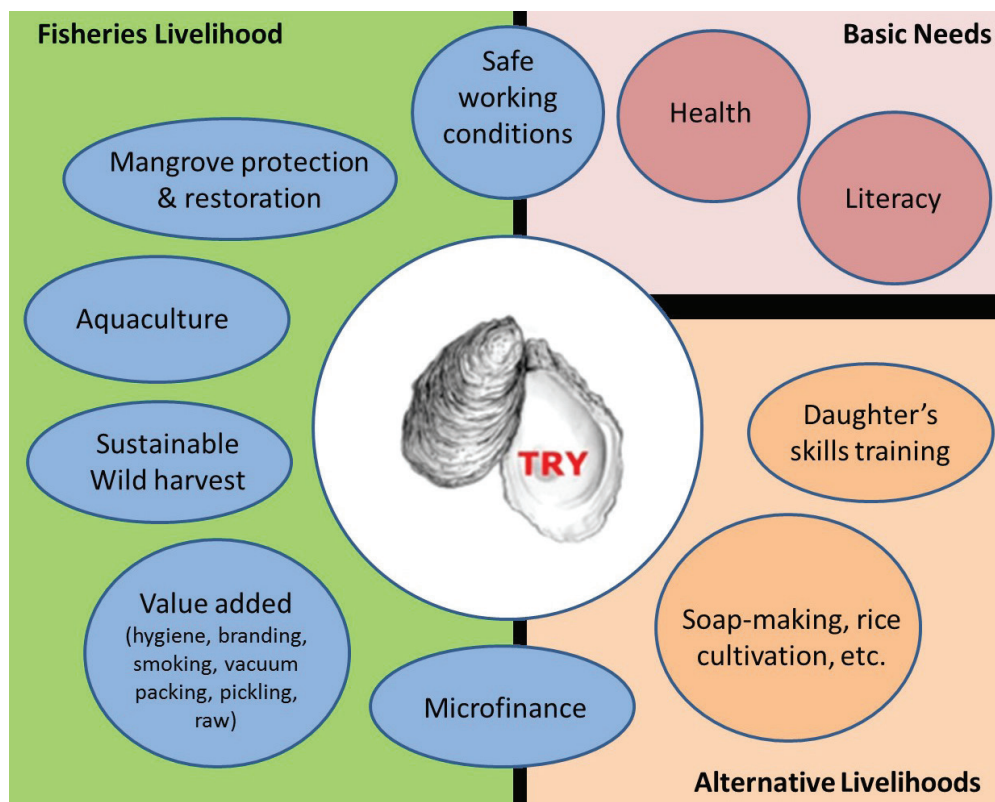 Fisheries Livelihood
Basic Needs
Safe
working
conditions
Health
Literacy
Mangrove protection
& restoration
Aquaculture
Sustainable
Wild harvest
TRY
Daughter’s
skills training
Value added
(hygiene, branding,
smoking, vacuum
packing, pickling,
raw)
Soap-making, rice
cultivation, etc.
Microfinance
Alternative Livelihoods